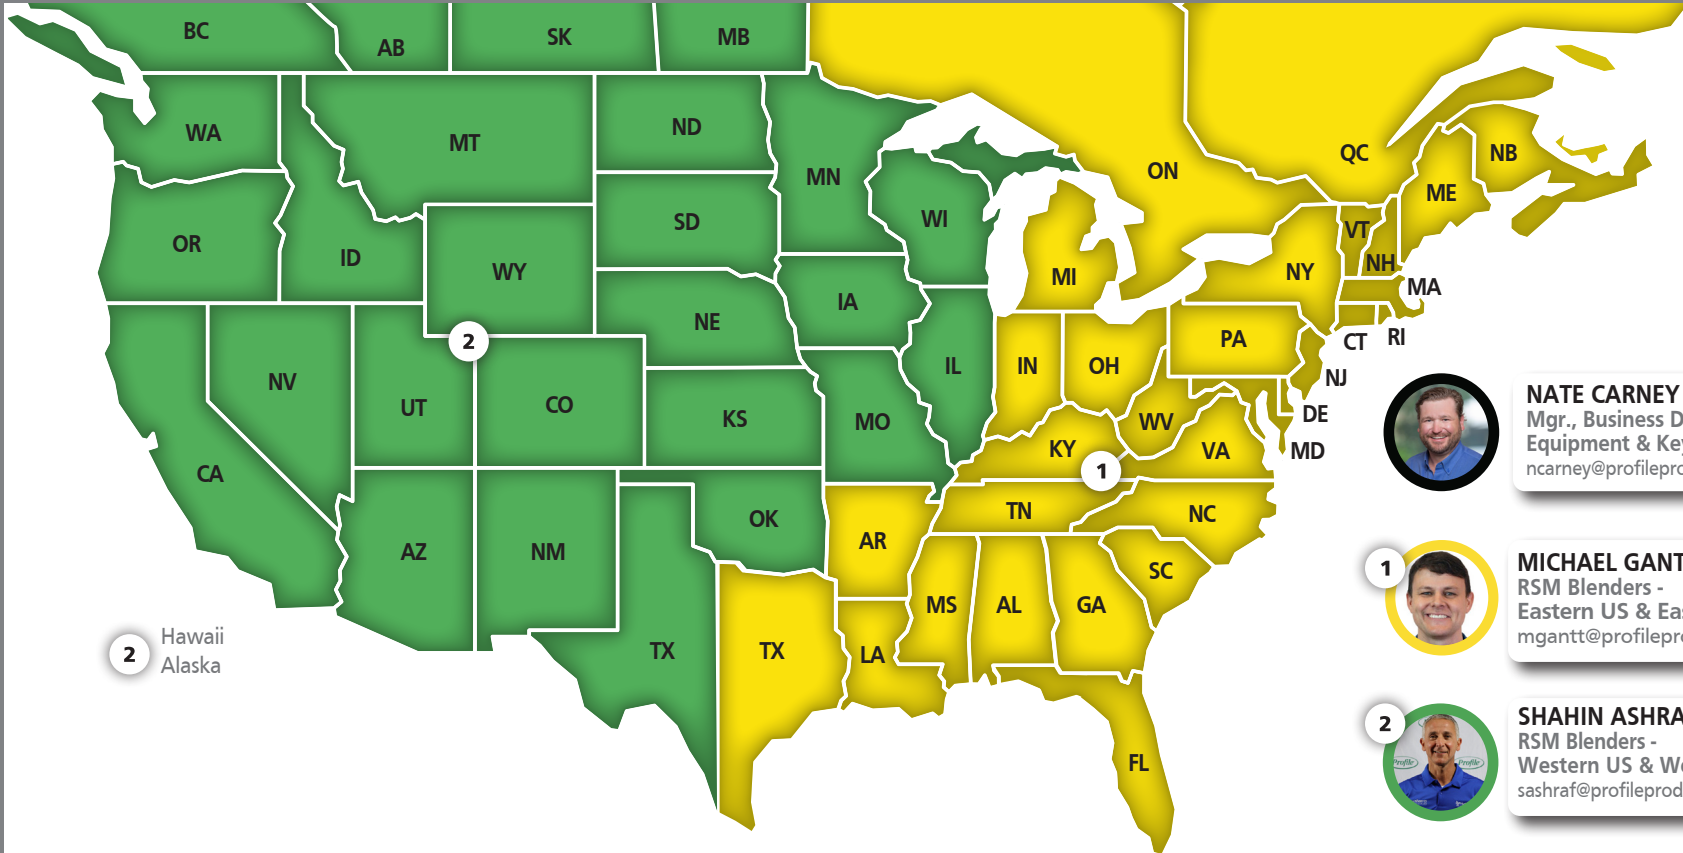 BC
AB
SK
MB
WA
MT
ND
MN
ON
QC
NB
ME
OR
ID
WY
SD
WI
MI
NY
VT
NH
MA
NE
IA
IL
IN
OH
PA
CT
RI
NJ
2
NV
UT
CO
KS
MO
KY
WV
VA
DE
MD
1
CA
AZ
NM
OK
AR
TN
NC
SC
TX
TX
LA
MS
AL
GA
FL
2
Hawaii
Alaska
NATE CARNEY
Mgr., Business D
Equipment & Key
ncarney@profilepro
1
MICHAEL GANT
RSM Blenders -
Eastern US & Eas
mgantt@profilepro
2
Profile
Profile
SHAHIN ASHRA
RSM Blenders -
Western US & We
sashraf@profileprod